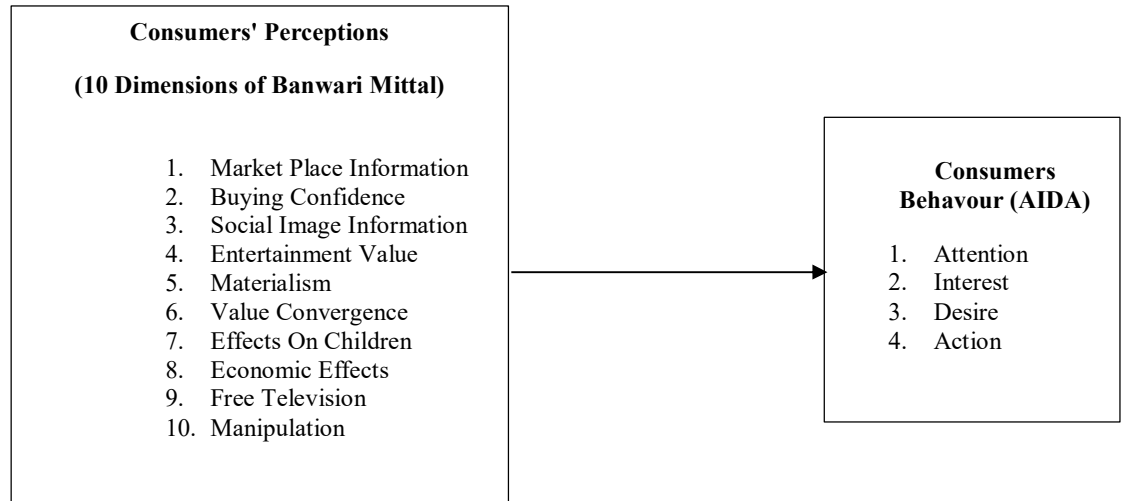 Consumers' Perceptions
(10 Dimensions of Banwari Mittal)
1. Market Place Information
2. Buying Confidence
3. Social Image Information
4. Entertainment Value
5. Materialism
6. Value Convergence
7. Effects On Children
8. Economic Effects
9. Free Television
10. Manipulation
Consumers
Behavour (AIDA)
1. Attention
2. Interest
3. Desire
4. Action